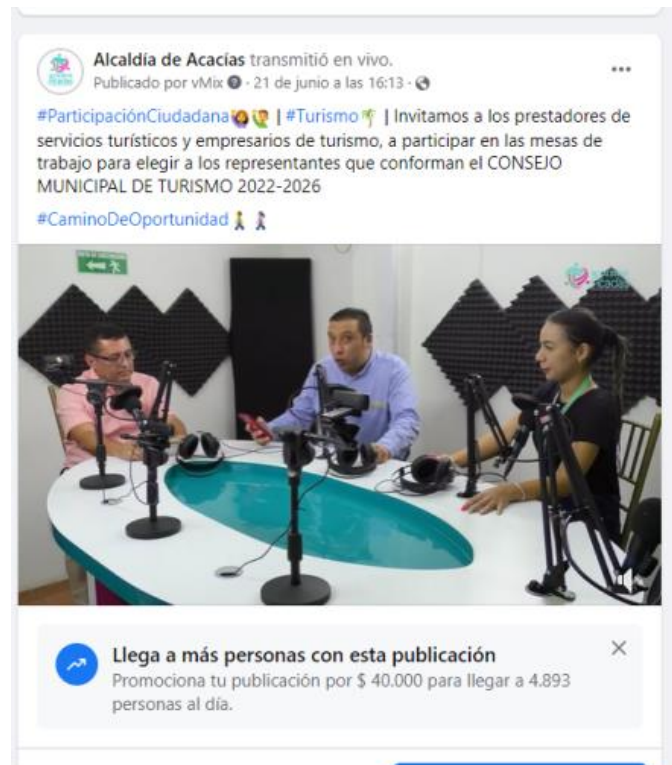 Alcaldía de Acacías transmitió en vivo.
Publicado por vMix · 21 de junio a las 16:13 ·
#ParticipaciónCiudadana🙆‍♀️🙋‍♂️ | #Turismo🌴 | Invitamos a los prestadores de
servicios turísticos y empresarios de turismo, a participar en las mesas de
trabajo para elegir a los representantes que conforman el CONSEJO
MUNICIPAL DE TURISMO 2022-2026
#CaminoDeOportunidad🚶‍♂️🚶‍♀️
Llega a más personas con esta publicación
Promociona tu publicación por $ 40.000 para llegar a 4.893
personas al día.